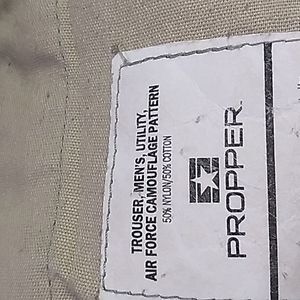 TROUSER, MEN'S, UTILITY,
AIR FORCE CAMOUFLAGE PATTERN
50% NYLON/50% COTTON
PROPPER